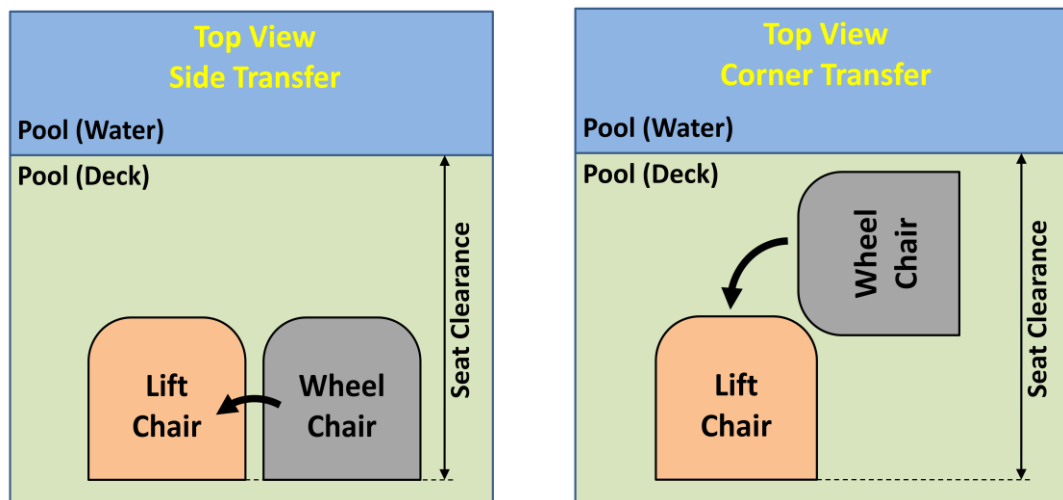 Top View
Side Transfer
Pool (Water)
Pool (Deck)
Seat Clearance
Lift
Chair
Wheel
Chair
Top View
Corner Transfer
Pool (Water)
Pool (Deck)
Wheel
Chair
Seat Clearance
Lift
Chair